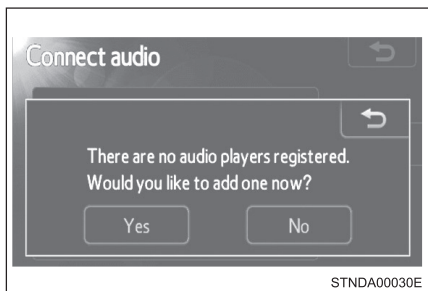 Connect audio
There are no audio players registered.
Would you like to add one now?
Yes
No
STNDA00030E